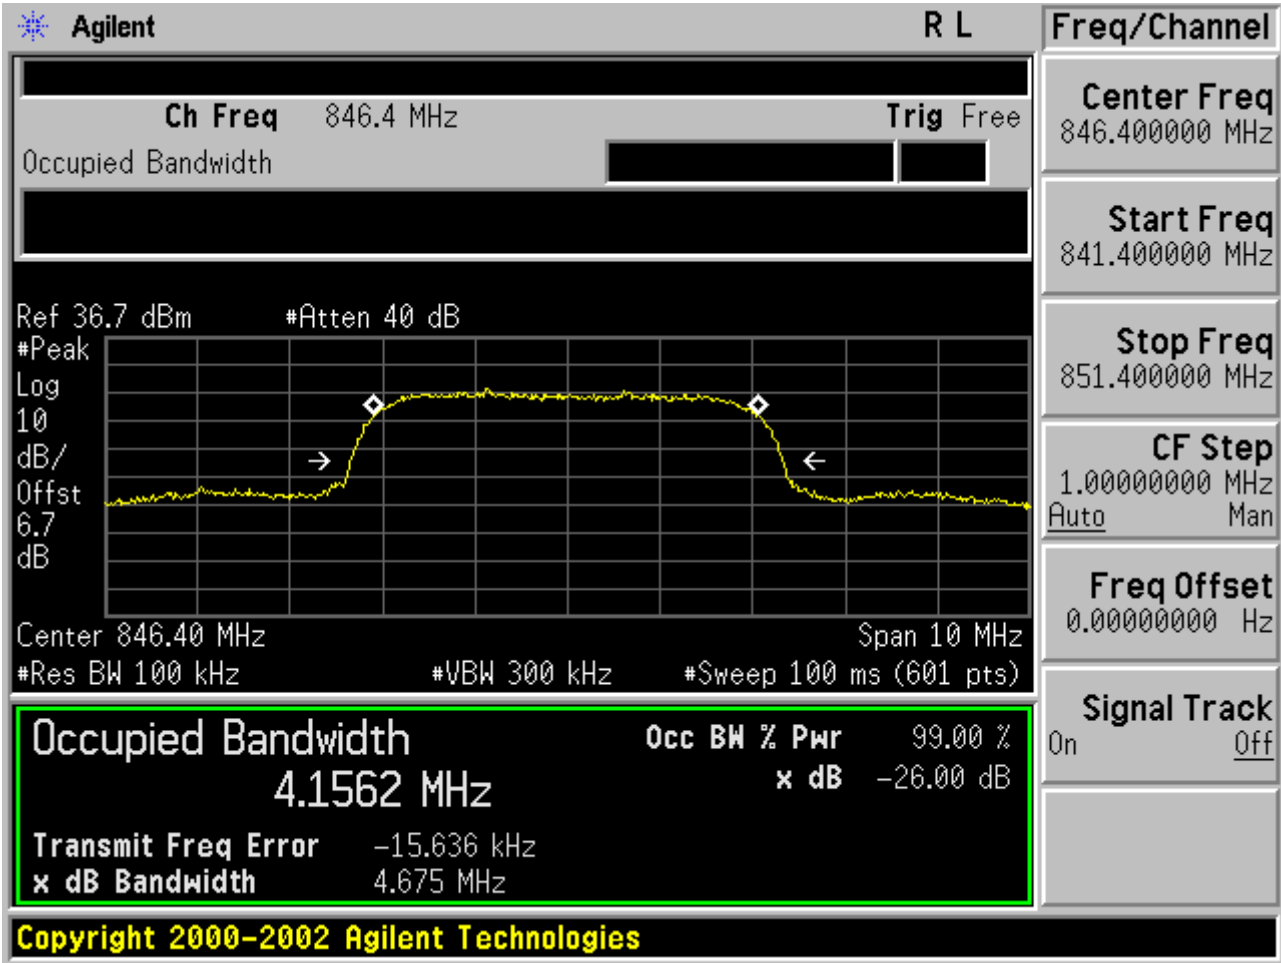 Agilent R L Freq/Channel
Ch Freq 846.4 MHz Trig Free
Occupied Bandwidth
Center Freq
846.400000 MHz
Start Freq
841.400000 MHz
Stop Freq
851.400000 MHz
CF Step
1.00000000 MHz
Auto Man
Freq Offset
0.00000000 Hz
Signal Track
On Off
Ref 36.7 dBm #Atten 40 dB
#Peak
Log
10
dB/
Offst
6.7
dB
Center 846.40 MHz Span 10 MHz
#Res BW 100 kHz #VBW 300 kHz #Sweep 100 ms (601 pts)
Occupied Bandwidth Occ BW % Pwr 99.00 %
4.1562 MHz x dB -26.00 dB
Transmit Freq Error -15.636 kHz
x dB Bandwidth 4.675 MHz
Copyright 2000-2002 Agilent Technologies